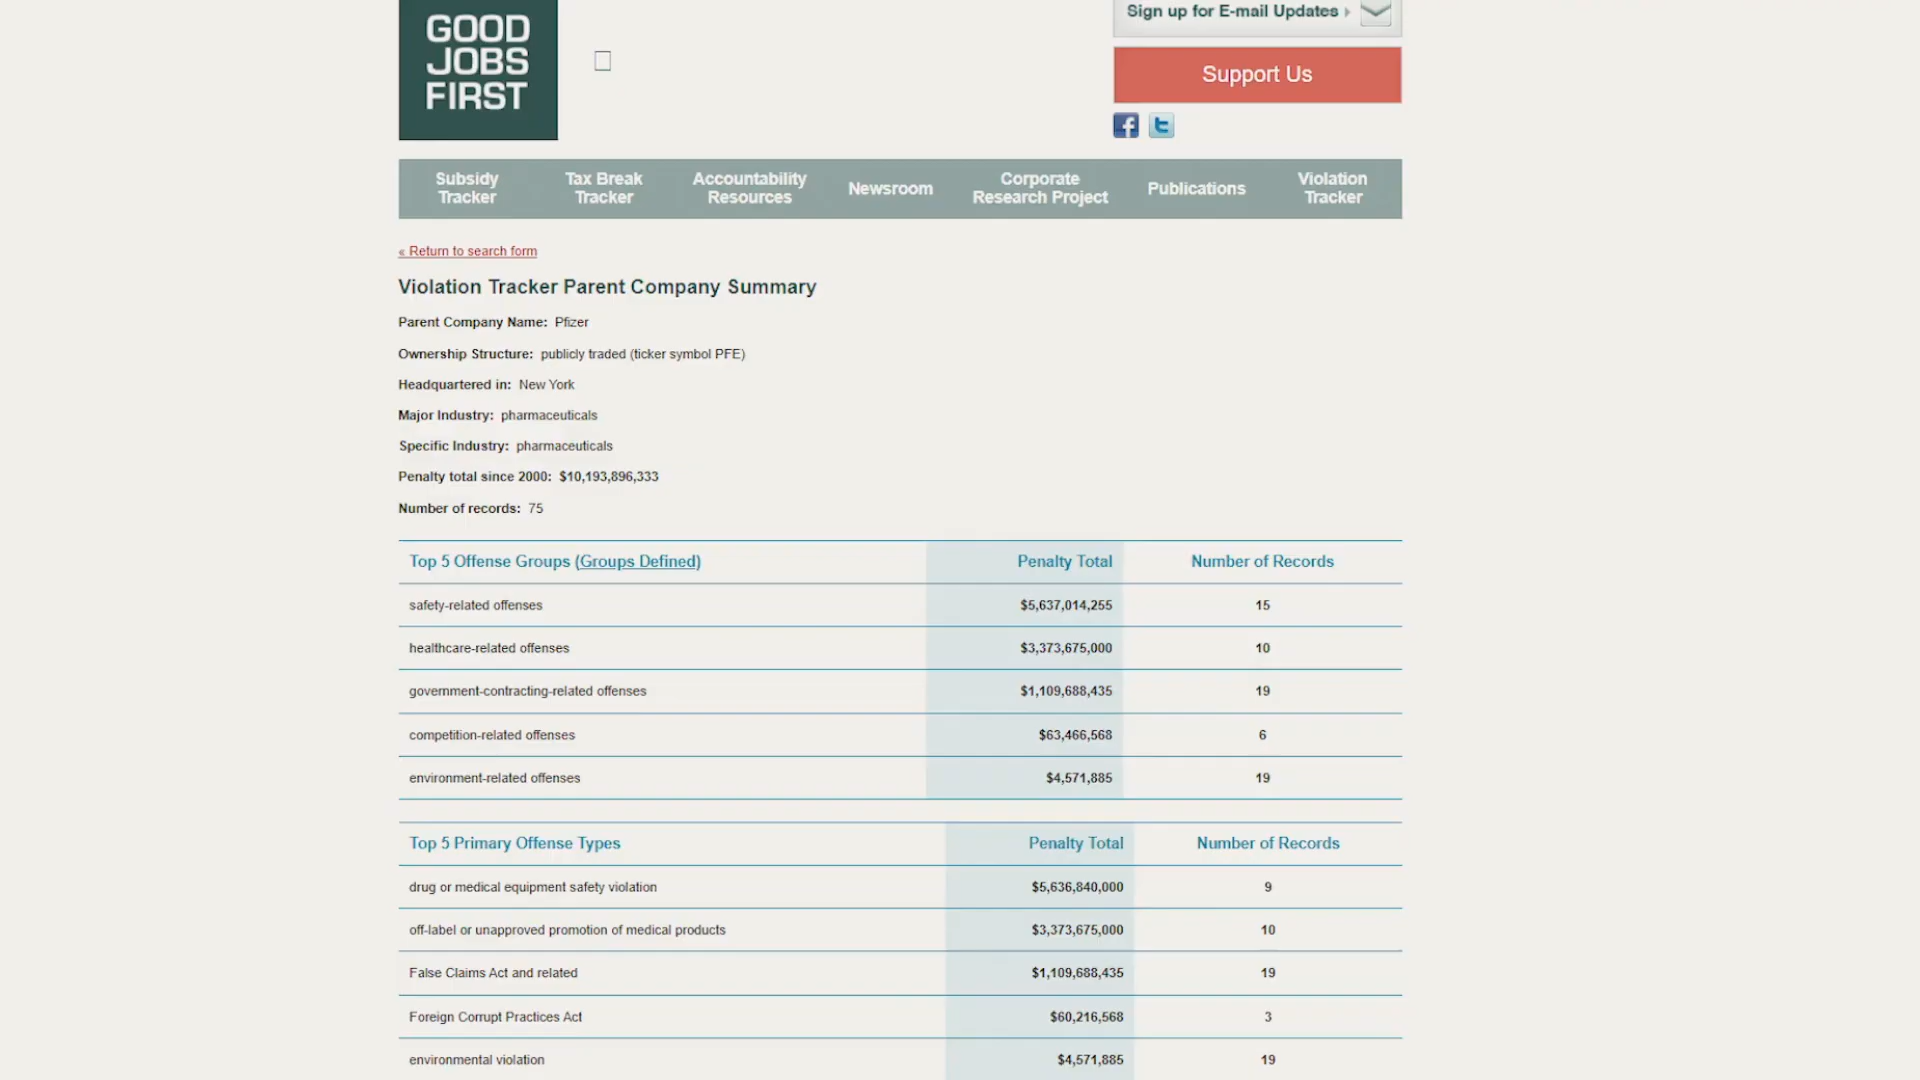 GOOD
JOBS
FIRST
Sign up for E-mail Updates
Support Us
Subsidy Tracker
Tax Break Tracker
Accountability Resources
Newsroom
Corporate Research Project
Publications
Violation Tracker
« Return to search form
Violation Tracker Parent Company Summary
Parent Company Name: Pfizer
Ownership Structure: publicly traded (ticker symbol PFE)
Headquartered in: New York
Major Industry: pharmaceuticals
Specific Industry: pharmaceuticals
Penalty total since 2000: $10,193,896,333
Number of records: 75
Top 5 Offense Groups (Groups Defined) Penalty Total Number of Records
safety-related offenses $5,637,014,255 15
healthcare-related offenses $3,373,675,000 10
government-contracting-related offenses $1,109,688,435 19
competition-related offenses $63,466,568 6
environment-related offenses $4,571,885 19
Top 5 Primary Offense Types Penalty Total Number of Records
drug or medical equipment safety violation $5,636,840,000 9
off-label or unapproved promotion of medical products $3,373,675,000 10
False Claims Act and related $1,109,688,435 19
Foreign Corrupt Practices Act $60,216,568 3
environmental violation $4,571,885 19